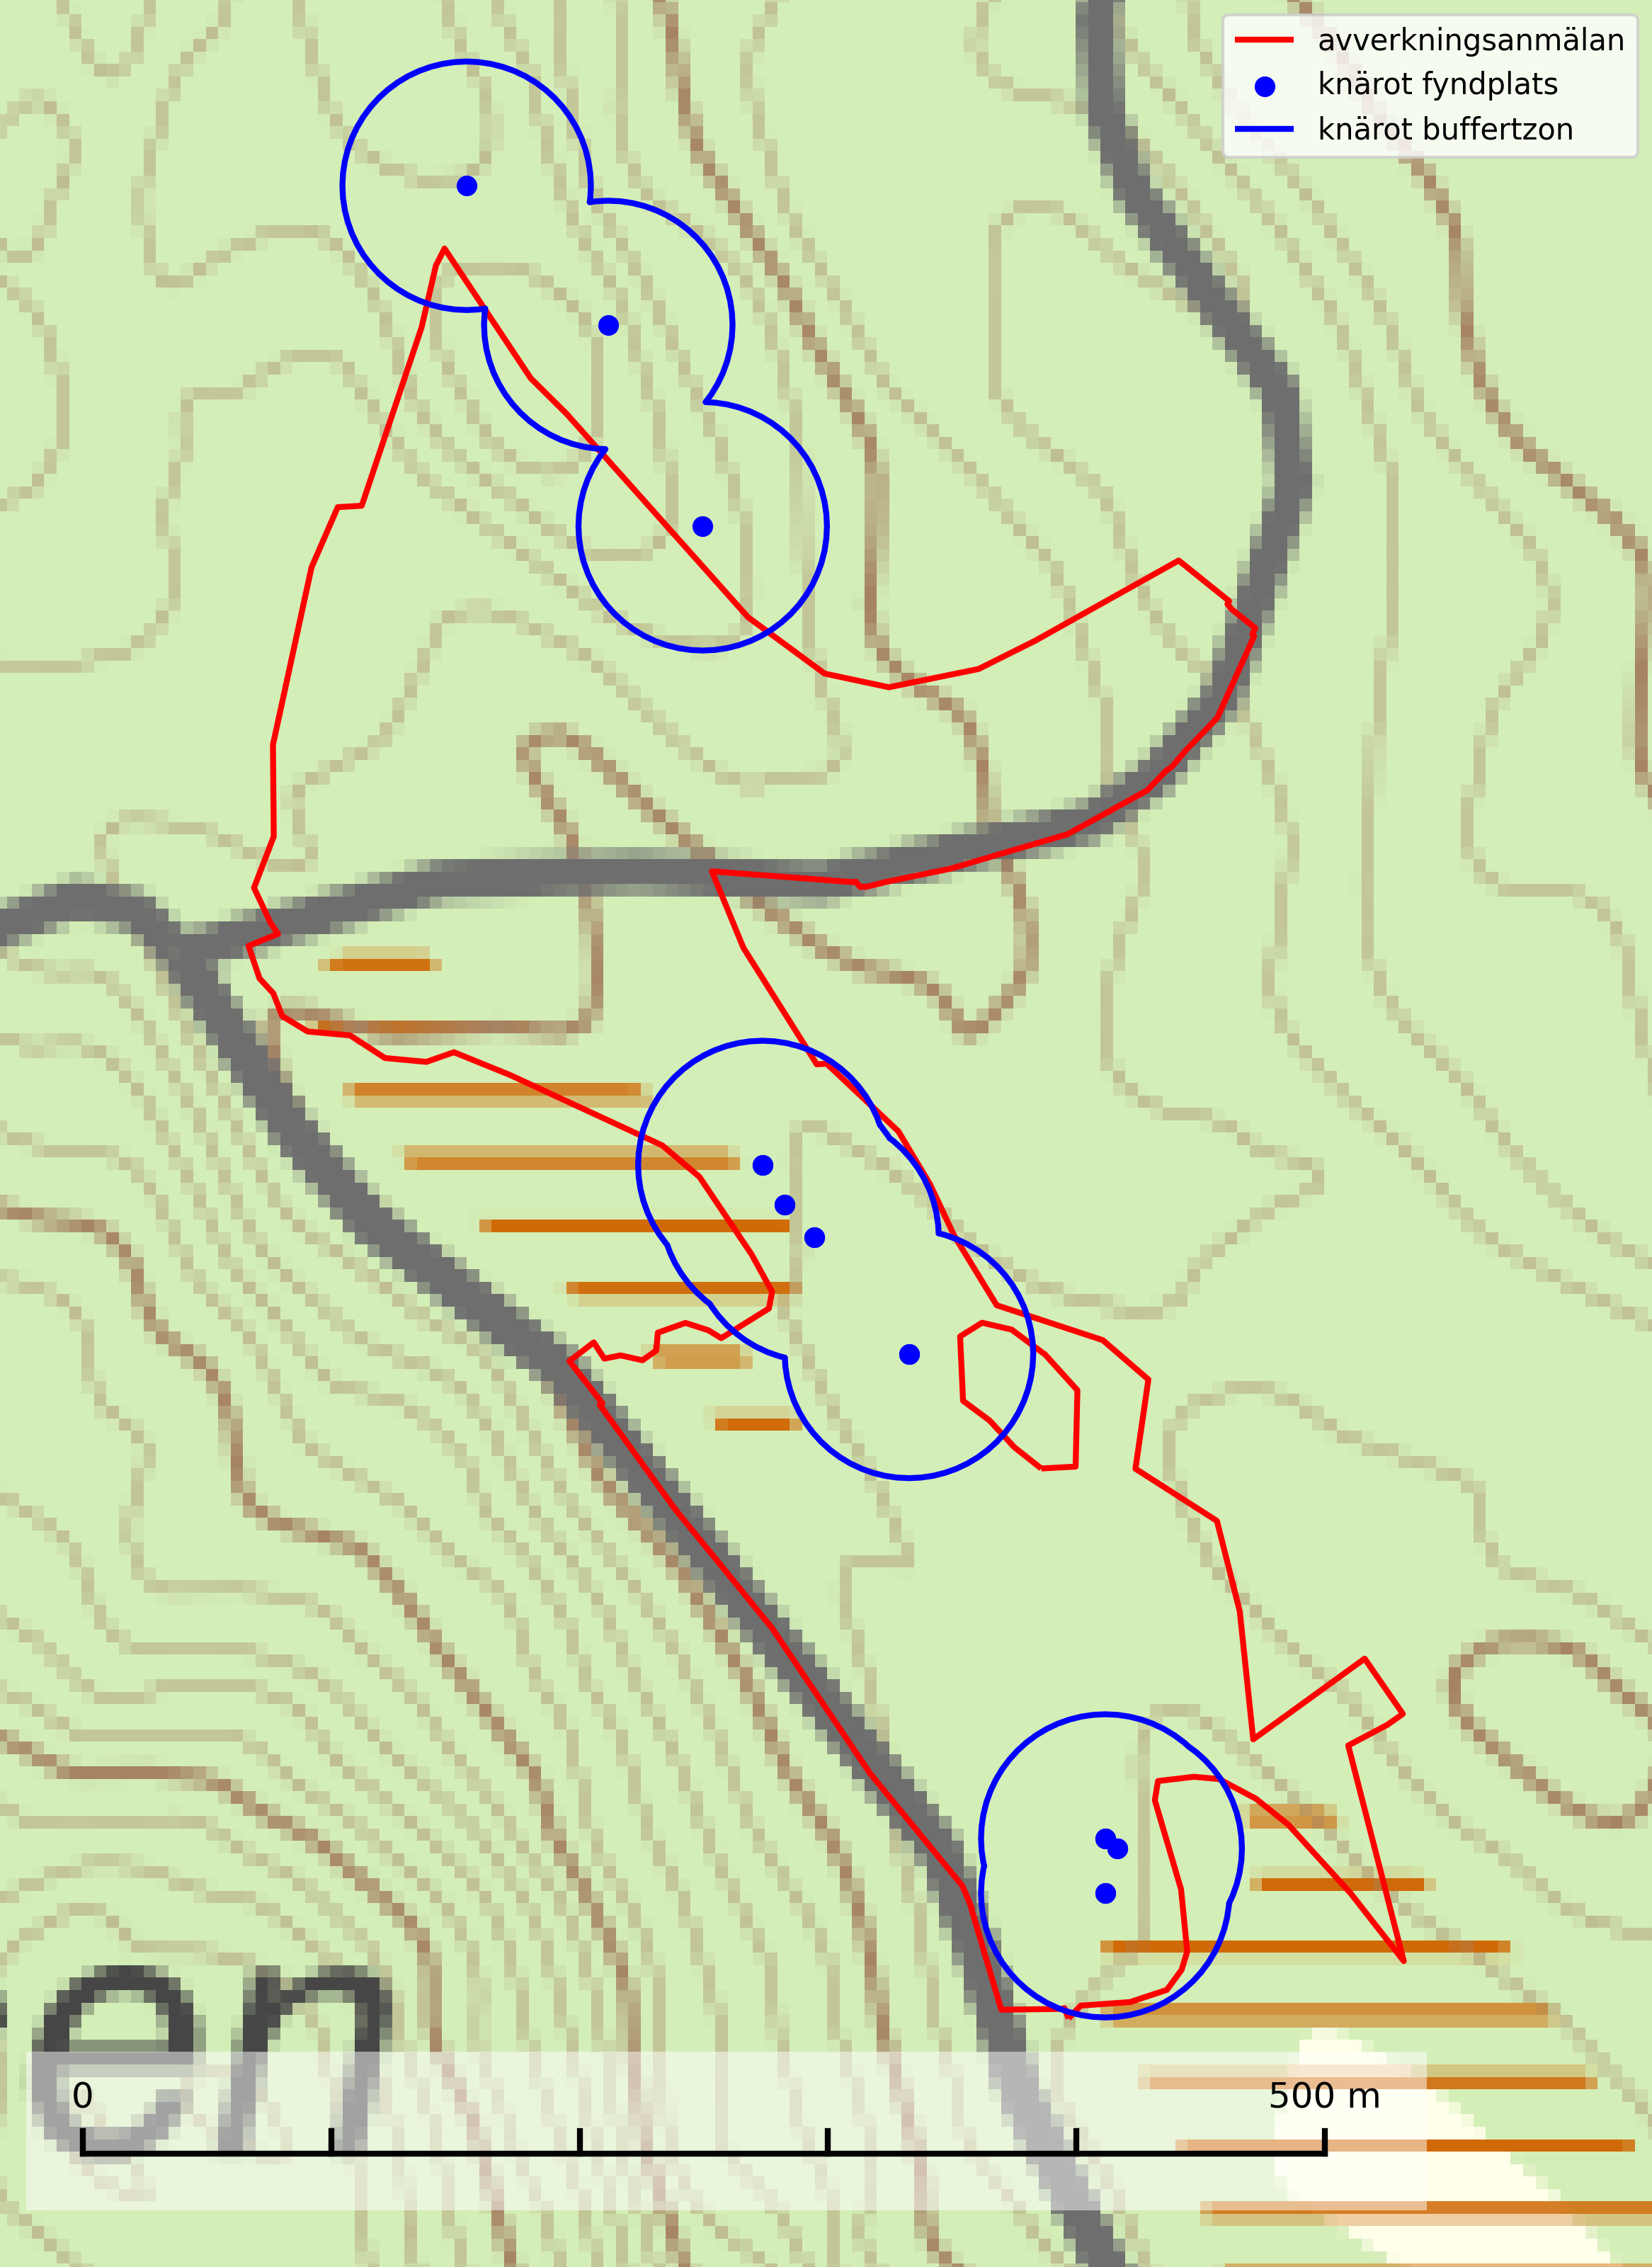 avverkningsanmälan
knärot fyndplats
knärot buffertzon
en
0 500 m